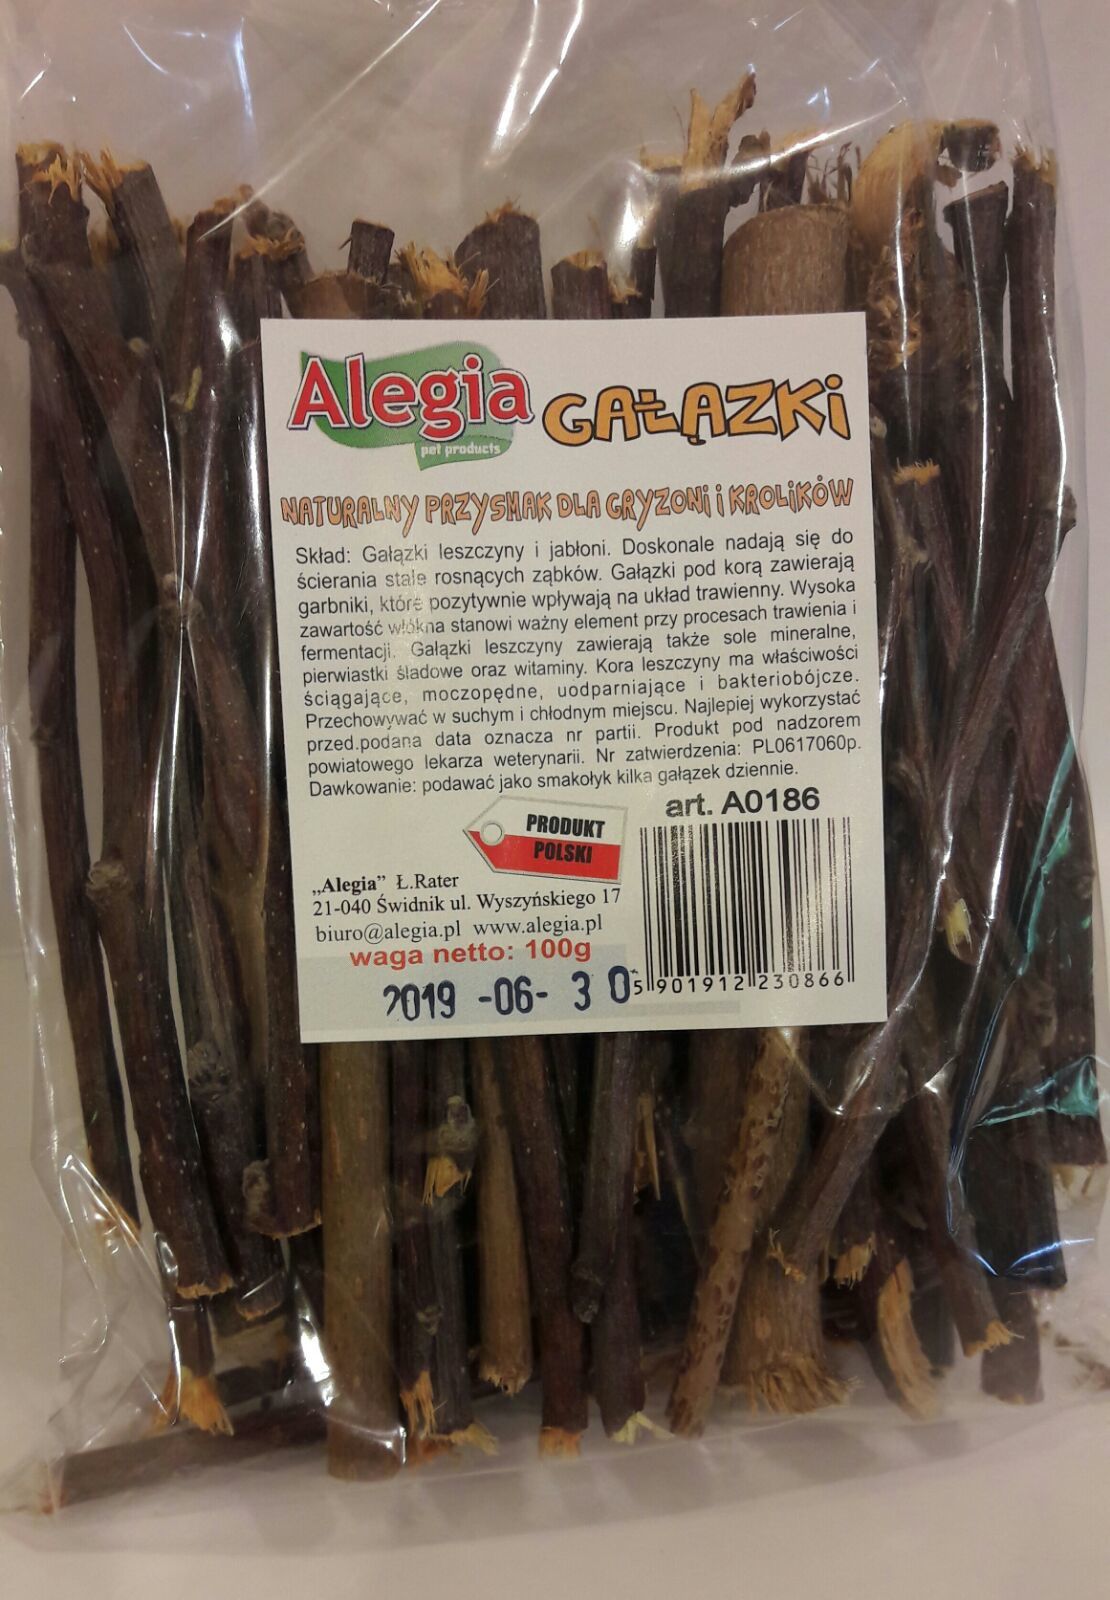 Alegia
pet products
GAŁĄZKi
NATURALNY PRZYSMAK DLA GRYZONi i KROLiKÓW
Skład: Gałązki leszczyny i jabłoni. Doskonale nadają się do
ścierania stale rosnących ząbków. Gałązki pod korą zawierają
garbniki, które pozytywnie wpływają na układ trawienny. Wysoka
zawartość włókna stanowi ważny element przy procesach trawienia i
fermentacji. Gałązki leszczyny zawierają także sole mineralne,
pierwiastki śladowe oraz witaminy. Kora leszczyny ma właściwości
ściągające, moczopędne, uodparniające i bakteriobójcze.
Przechowywać w suchym i chłodnym miejscu. Najlepiej wykorzystać
przed.podana data oznacza nr partii. Produkt pod nadzorem
powiatowego lekarza weterynarii. Nr zatwierdzenia: PL0617060p.
Dawkowanie: podawać jako smakołyk kilka gałązek dziennie.
art. A0186
PRODUKT
POLSKI
„Alegia” Ł.Rater
21-040 Świdnik ul. Wyszyńskiego 17
biuro@alegia.pl www.alegia.pl
waga netto: 100g
2019 -06- 3 0
5 901912 230866